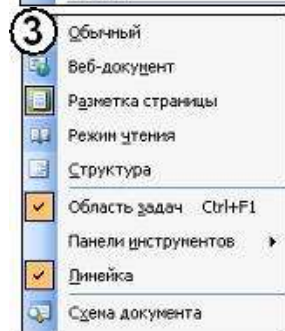 3
Обычный
Веб-документ
Разметка страницы
Режим чтения
Структура
Область задач Ctrl+F1
Панели инструментов
Линейка
Схема документа